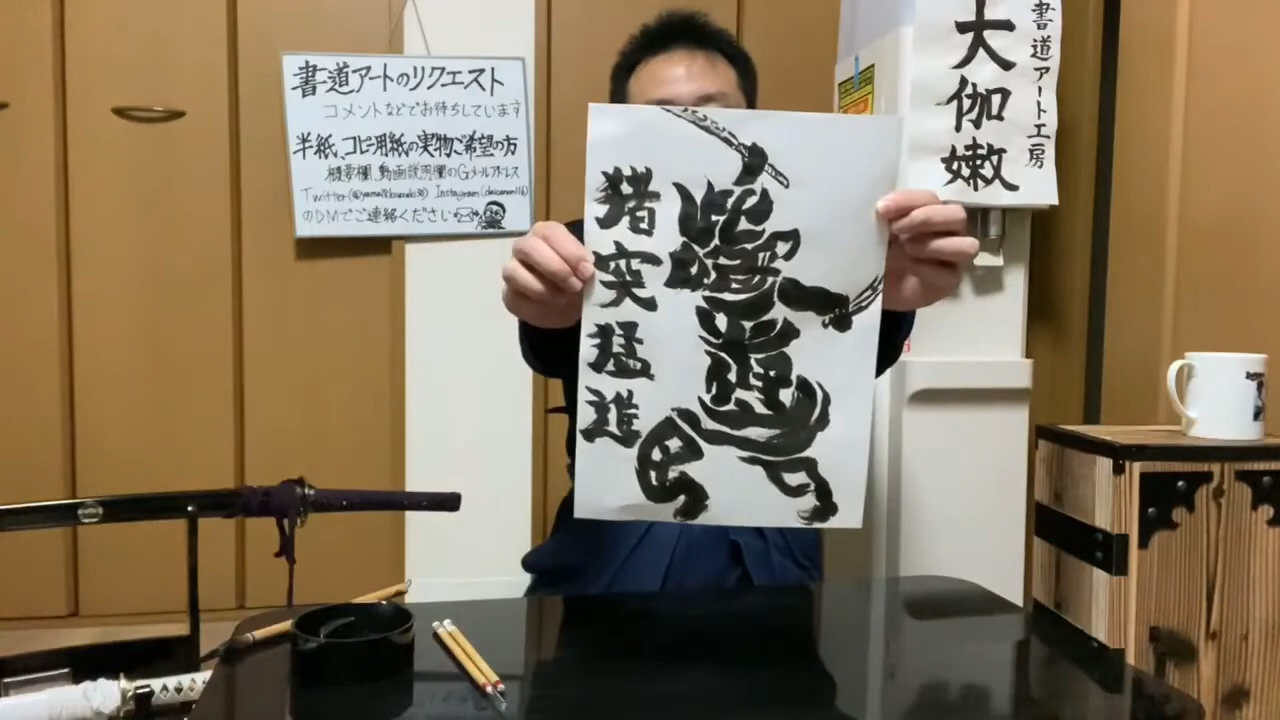 書道アートのリクエスト
コメントなどでお待ちしています
半紙、コピー用紙の実物ご希望の方
概要欄、動画説明欄のGメールアドレス
のDMでご連絡ください
猪突猛進
書道アート工房
大伽嫩